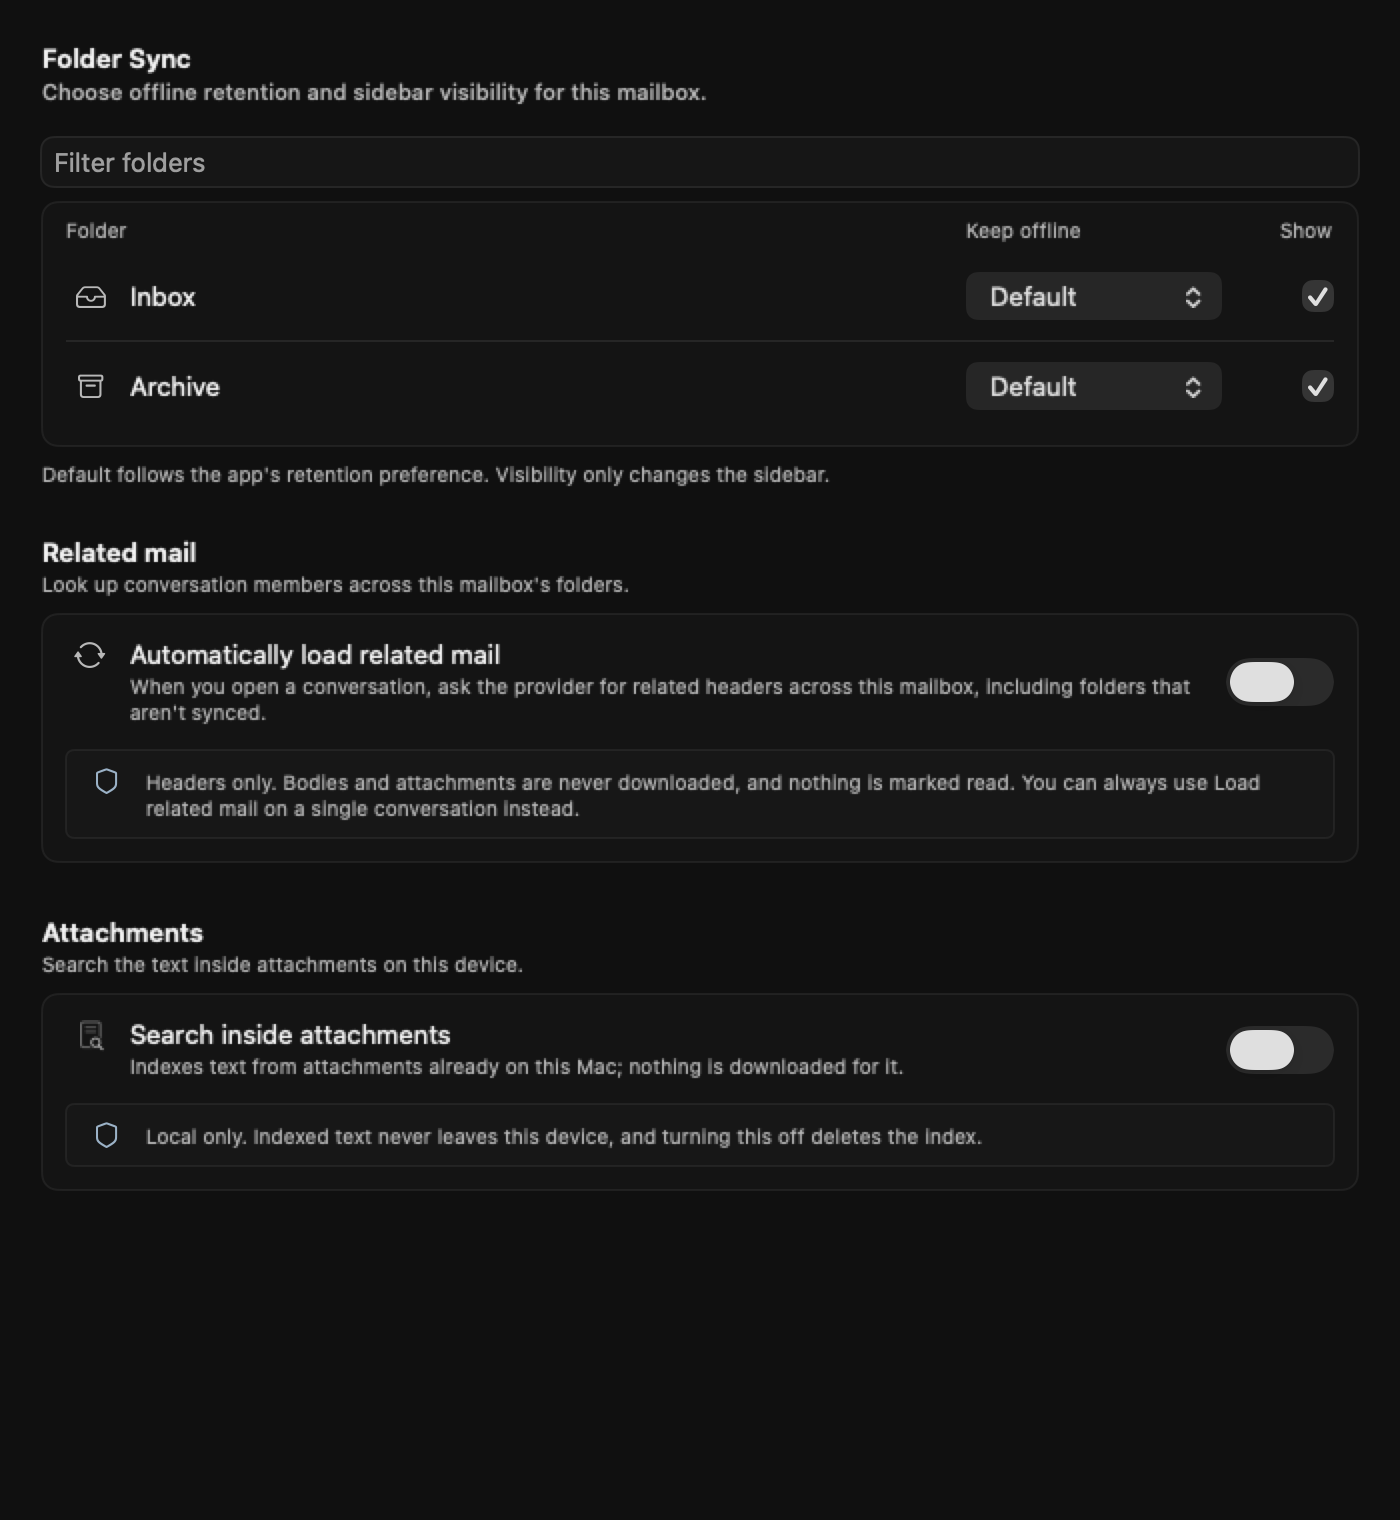 Folder Sync
Choose offline retention and sidebar visibility for this mailbox.
Filter folders
Folder Keep offline Show
Inbox Default
Archive Default
Default follows the app's retention preference. Visibility only changes the sidebar.
Related mail
Look up conversation members across this mailbox's folders.
Automatically load related mail
When you open a conversation, ask the provider for related headers across this mailbox, including folders that
aren't synced.
Headers only. Bodies and attachments are never downloaded, and nothing is marked read. You can always use Load
related mail on a single conversation instead.
Attachments
Search the text inside attachments on this device.
Search inside attachments
Indexes text from attachments already on this Mac; nothing is downloaded for it.
Local only. Indexed text never leaves this device, and turning this off deletes the index.